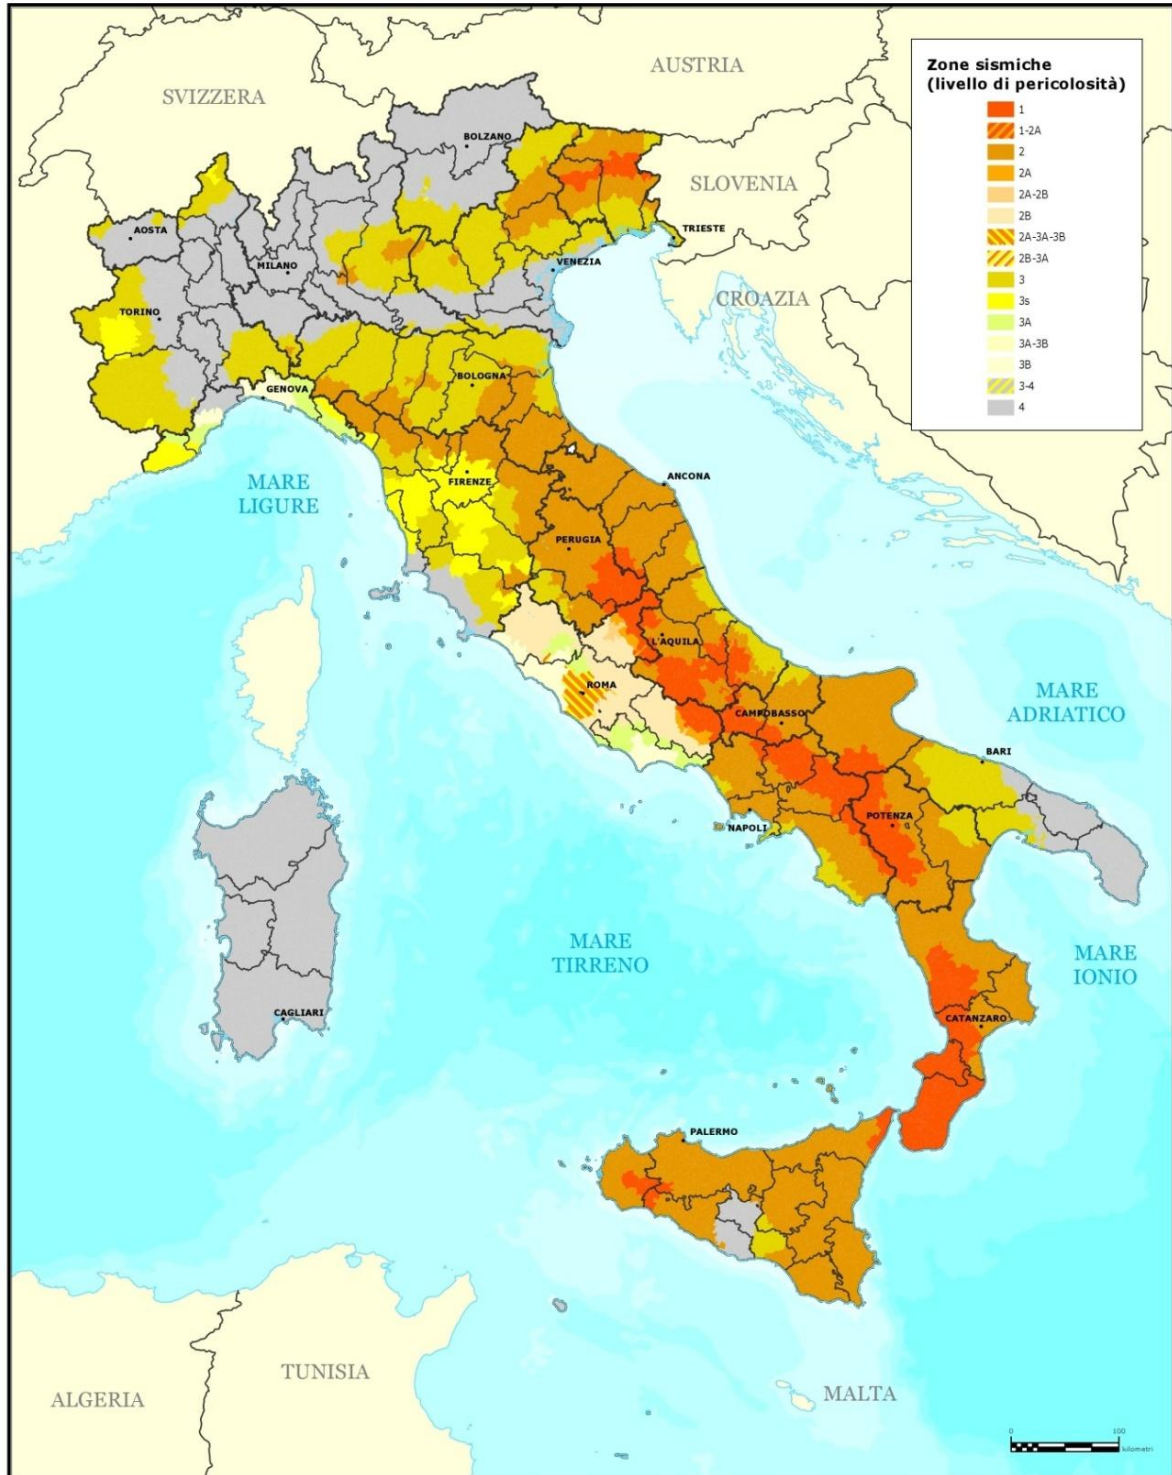 AUSTRIA
SVIZZERA
Zone sismiche
(livello di pericolosità)
1
1-2A
2
2A
2A-2B
2B
2A-3A-3B
2B-3A
3
3s
3A
3A-3B
3B
3-4
4
BOLZANO
SLOVENIA
AOSTA
TRIESTE
MILANO
VENEZIA
CROAZIA
TORINO
BOLOGNA
GENOVA
MARE
LIGURE
FIRENZE
ANCONA
PERUGIA
L'AQUILA
ROMA
MARE
ADRIATICO
CAMPOBASSO
BARI
NAPOLI
POTENZA
MARE
TIRRENO
MARE
IONIO
CAGLIARI
CATANZARO
PALERMO
TUNISIA
ALGERIA
MALTA
0 100
kilometri